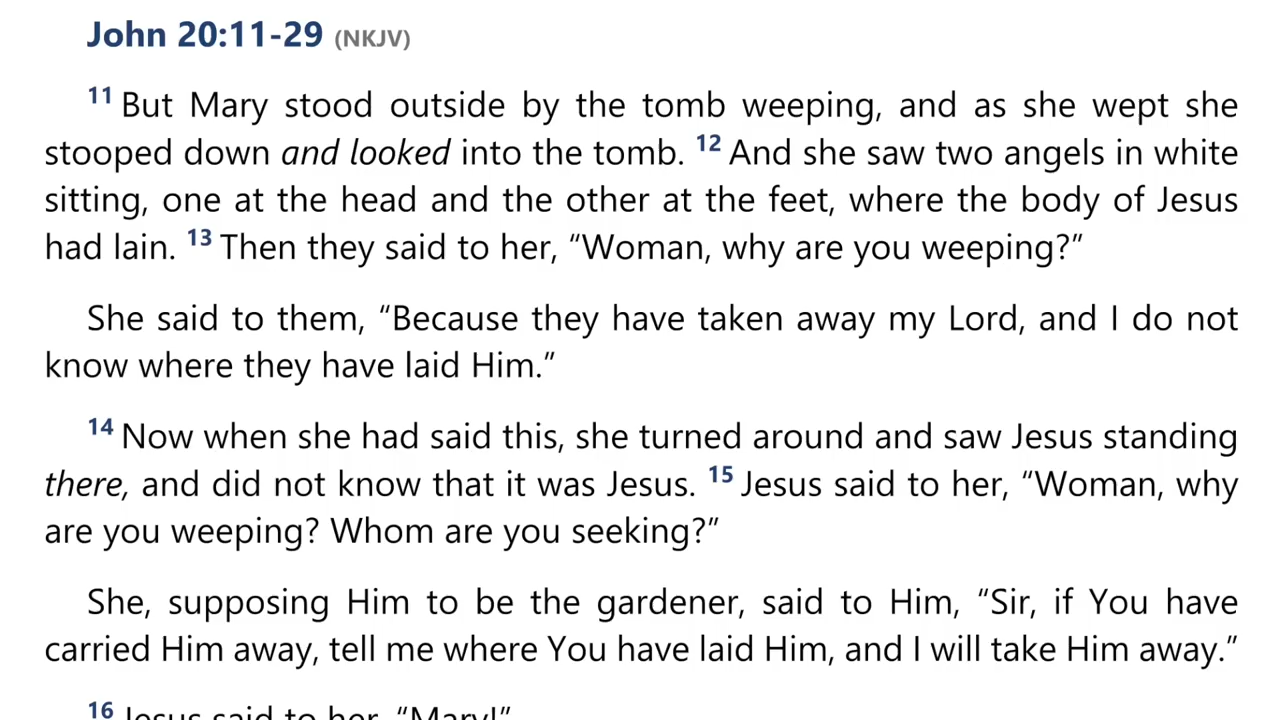 John 20:11-29 (NKJV)
11 But Mary stood outside by the tomb weeping, and as she wept she
stooped down and looked into the tomb. 12 And she saw two angels in white
sitting, one at the head and the other at the feet, where the body of Jesus
had lain. 13 Then they said to her, “Woman, why are you weeping?”
She said to them, “Because they have taken away my Lord, and I do not
know where they have laid Him.”
14 Now when she had said this, she turned around and saw Jesus standing
there, and did not know that it was Jesus. 15 Jesus said to her, “Woman, why
are you weeping? Whom are you seeking?”
She, supposing Him to be the gardener, said to Him, “Sir, if You have
carried Him away, tell me where You have laid Him, and I will take Him away.”
16 Jesus said to her, “Mary!”